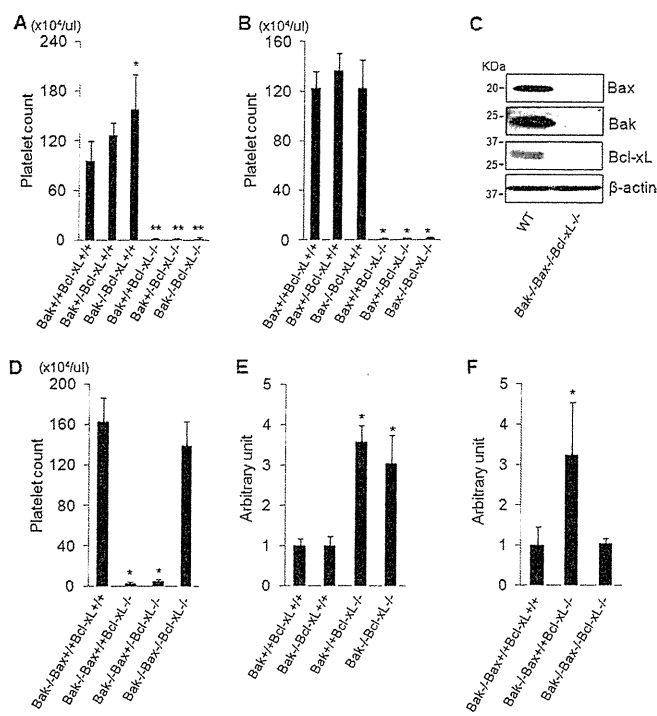 A
(x10⁴/ul)
Platelet count
240
180
120
60
0
*
** ** **
Bak+/+Bcl-xL+/+
Bak+/-Bcl-xL+/+
Bak-/-Bcl-xL+/+
Bak+/+Bcl-xL-/-
Bak+/-Bcl-xL-/-
Bak-/-Bcl-xL-/-
B
(x10⁴/ul)
Platelet count
160
120
80
40
0
* * *
Bax+/+Bcl-xL+/+
Bax+/-Bcl-xL+/+
Bax-/-Bcl-xL+/+
Bax+/+Bcl-xL-/-
Bax+/-Bcl-xL-/-
Bax-/-Bcl-xL-/-
C
KDa
20- Bax
25- Bak
37-
25- Bcl-xL
37- β-actin
WT
Bak-/-Bax-/-Bcl-xL-/-
D
(x10⁴/ul)
Platelet count
200
160
120
80
40
0
* *
Bak-/-Bax+/+Bcl-xL+/+
Bak-/-Bax+/+Bcl-xL-/-
Bak-/-Bax+/-Bcl-xL-/-
Bak-/-Bax-/-Bcl-xL-/-
E
Arbitrary unit
5
4
3
2
1
0
* *
Bak+/+Bcl-xL+/+
Bak-/-Bcl-xL+/+
Bak+/+Bcl-xL-/-
Bak-/-Bcl-xL-/-
F
Arbitrary unit
5
4
3
2
1
0
*
Bak-/-Bax+/+Bcl-xL+/+
Bak-/-Bax+/+Bcl-xL-/-
Bak-/-Bax-/-Bcl-xL-/-